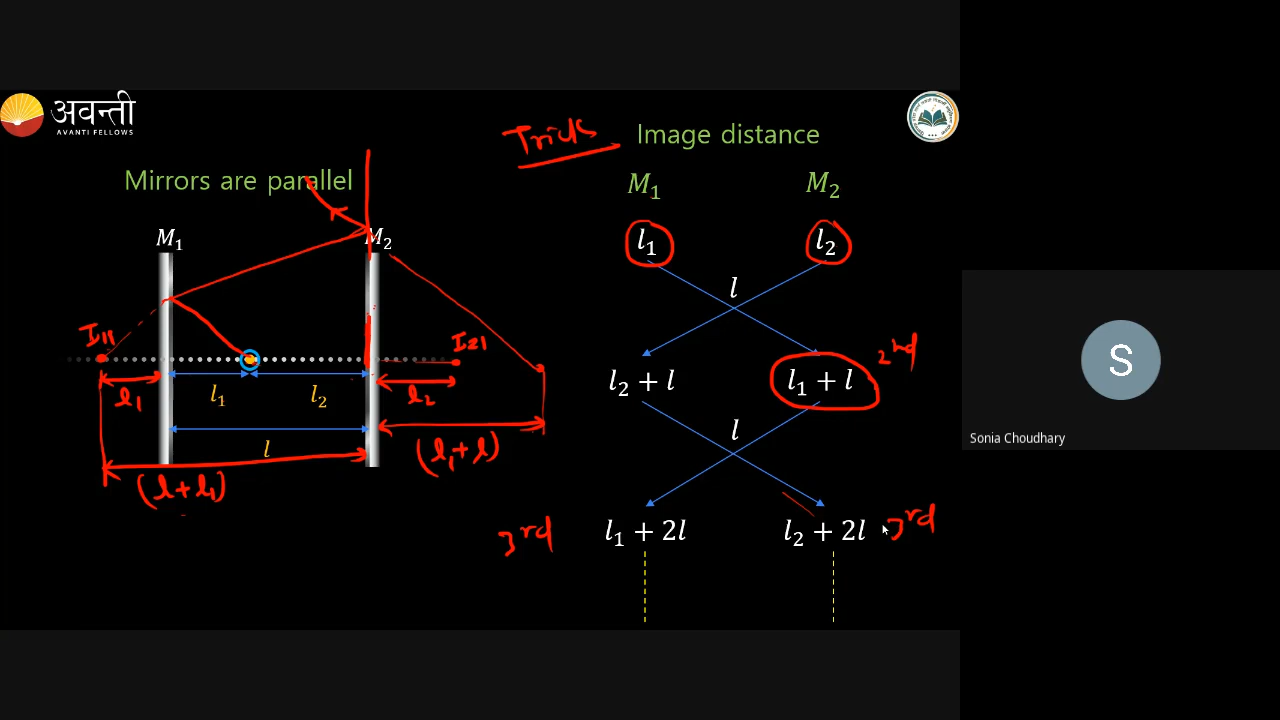 अवन्ती
AVANTI FELLOWS
Trick
Image distance
Mirrors are parallel
M₁
M₂
M₁
M₂
l₁
l₂
l
I₁₁
I₂₁
l₁
l₁
l₂
l₂
l₂ + l
l₁ + l
2nd
l
(l₁+l)
l
(l+l₁)
3rd
l₁ + 2l
l₂ + 2l
3rd
S
Sonia Choudhary